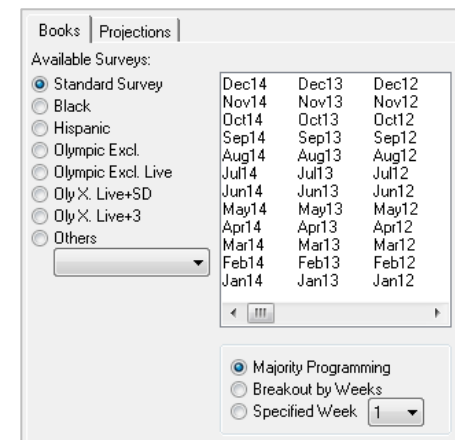 Books Projections
Available Surveys:
Standard Survey
Black
Hispanic
Olympic Excl.
Olympic Excl. Live
Oly X. Live+SD
Oly X. Live+3
Others
Dec14 Dec13 Dec12
Nov14 Nov13 Nov12
Oct14 Oct13 Oct12
Sep14 Sep13 Sep12
Aug14 Aug13 Aug12
Jul14 Jul13 Jul12
Jun14 Jun13 Jun12
May14 May13 May12
Apr14 Apr13 Apr12
Mar14 Mar13 Mar12
Feb14 Feb13 Feb12
Jan14 Jan13 Jan12
Majority Programming
Breakout by Weeks
Specified Week 1